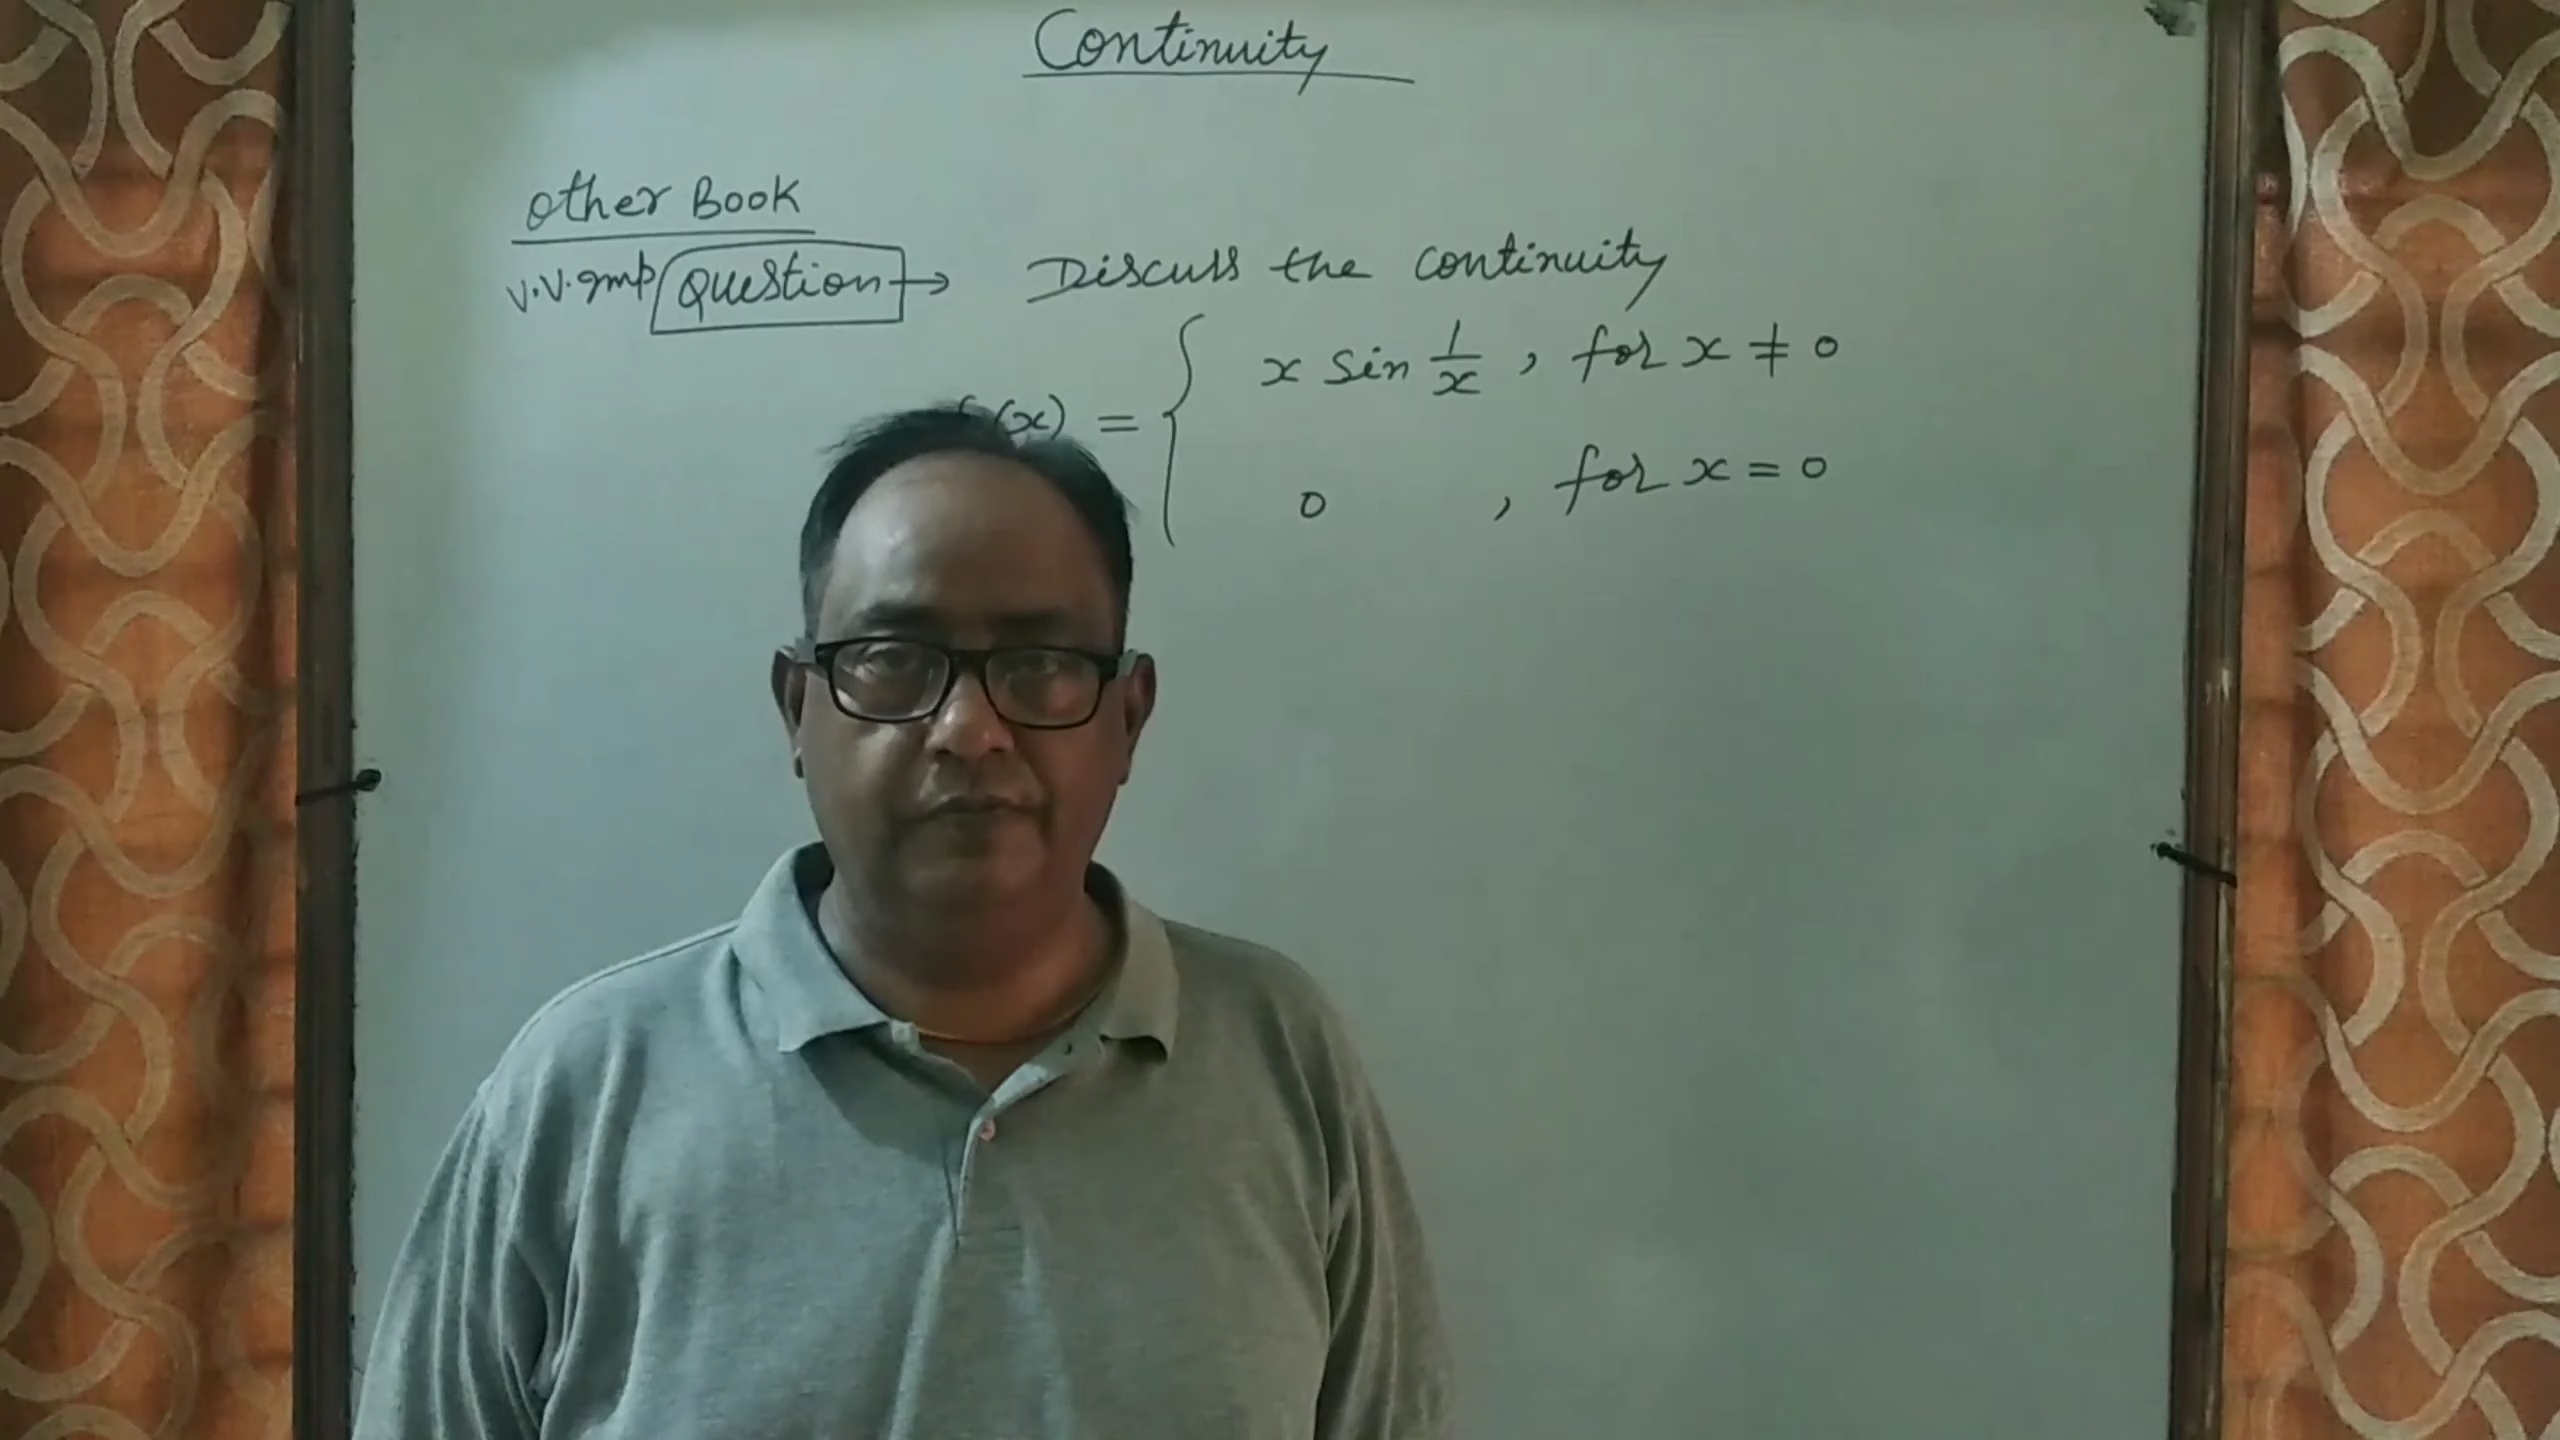 Continuity
Other Book
V.V. Imp Question → Discuss the continuity
(x) = { x sin 1/x , for x ≠ 0
0 , for x = 0